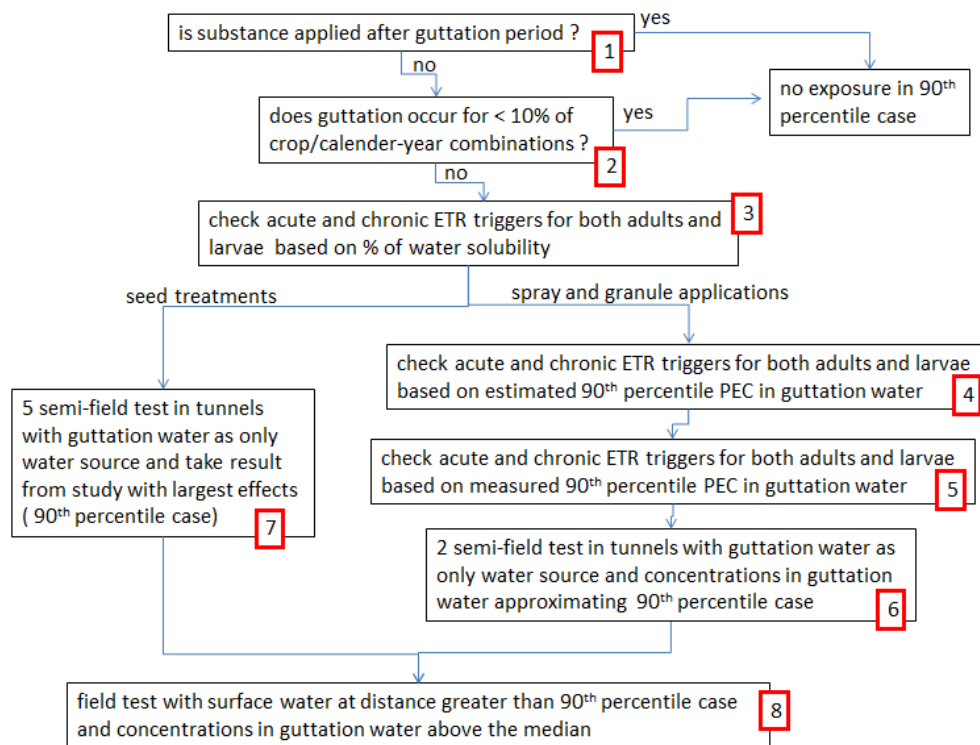 is substance applied after guttation period ?
1
yes
no
no exposure in 90th
percentile case
does guttation occur for < 10% of
crop/calender-year combinations ?
2
yes
no
check acute and chronic ETR triggers for both adults and
larvae based on % of water solubility
3
seed treatments
spray and granule applications
check acute and chronic ETR triggers for both adults and larvae
based on estimated 90th percentile PEC in guttation water
4
5 semi-field test in tunnels
with guttation water as only
water source and take result
from study with largest effects
( 90th percentile case)
7
check acute and chronic ETR triggers for both adults and larvae
based on measured 90th percentile PEC in guttation water
5
2 semi-field test in tunnels with guttation water as
only water source and concentrations in guttation
water approximating 90th percentile case
6
field test with surface water at distance greater than 90th percentile case
and concentrations in guttation water above the median
8